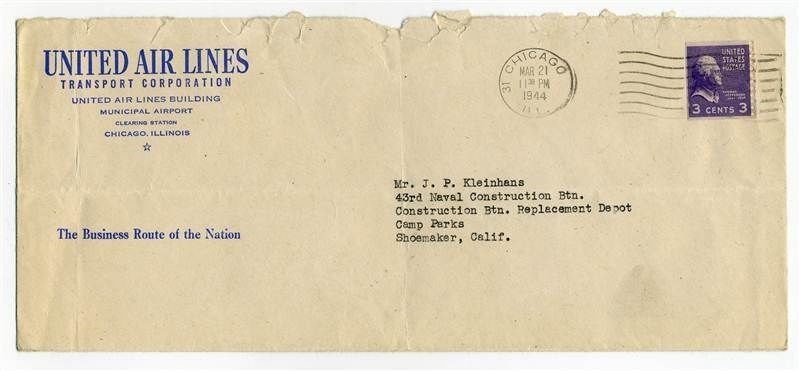 UNITED AIR LINES
TRANSPORT CORPORATION
UNITED AIR LINES BUILDING
MUNICIPAL AIRPORT
CLEARING STATION
CHICAGO, ILLINOIS
The Business Route of the Nation
31 CHICAGO
MAR 21
11 30 PM
1944
ILL.
UNITED
STATES
POSTAGE
3 CENTS 3
Mr. J. P. Kleinhans
43rd Naval Construction Btn.
Construction Btn. Replacement Depot
Camp Parks
Shoemaker, Calif.